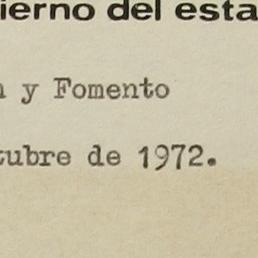 ierno del esta
n y Fomento
tubre de 1972.